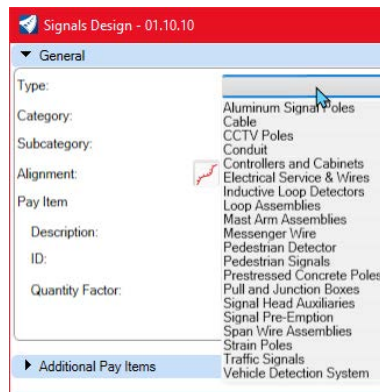 Signals Design - 01.10.10
General
Type:
Category:
Subcategory:
Alignment:
Pay Item
Description:
ID:
Quantity Factor:
Additional Pay Items
Aluminum Signal Poles
Cable
CCTV Poles
Conduit
Controllers and Cabinets
Electrical Service & Wires
Inductive Loop Detectors
Loop Assemblies
Mast Arm Assemblies
Messenger Wire
Pedestrian Detector
Pedestrian Signals
Prestressed Concrete Poles
Pull and Junction Boxes
Signal Head Auxiliaries
Signal Pre-Emption
Span Wire Assemblies
Strain Poles
Traffic Signals
Vehicle Detection System